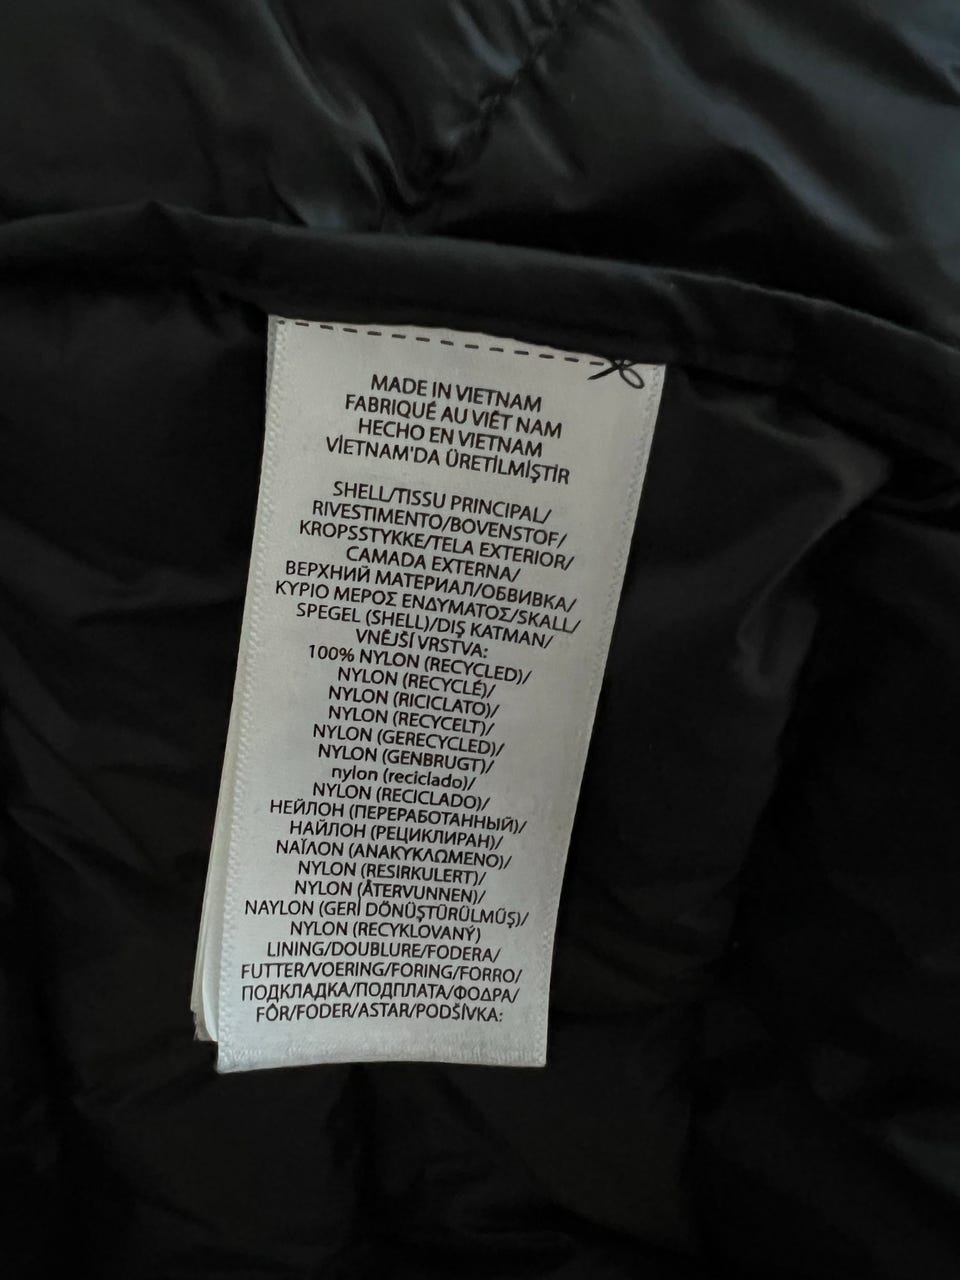 MADE IN VIETNAM
FABRIQUÉ AU VIÊT NAM
HECHO EN VIETNAM
VİETNAM'DA ÜRETİLMİŞTİR
SHELL/TISSU PRINCIPAL/
RIVESTIMENTO/BOVENSTOF/
KROPSSTYKKE/TELA EXTERIOR/
CAMADA EXTERNA/
ВЕРХНИЙ МАТЕРИАЛ/ОБВИВКА/
ΚΥΡΙΟ ΜΕΡΟΣ ΕΝΔΥΜΑΤΟΣ/SKALL/
SPEGEL (SHELL)/DIŞ KATMAN/
VNĚJŠÍ VRSTVA:
100% NYLON (RECYCLED)/
NYLON (RECYCLÉ)/
NYLON (RICICLATO)/
NYLON (RECYCELT)/
NYLON (GERECYCLED)/
NYLON (GENBRUGT)/
nylon (reciclado)/
NYLON (RECICLADO)/
НЕЙЛОН (ПЕРЕРАБОТАННЫЙ)/
НАЙЛОН (РЕЦИКЛИРАН)/
ΝΑΪΛΟΝ (ΑΝΑΚΥΚΛΩΜΕΝΟ)/
NYLON (RESIRKULERT)/
NYLON (ÅTERVUNNEN)/
NAYLON (GERİ DÖNÜŞTÜRÜLMÜŞ)/
NYLON (RECYKLOVANÝ)
LINING/DOUBLURE/FODERA/
FUTTER/VOERING/FORING/FORRO/
ПОДКЛАДКА/ПОДПЛАТА/ΦΟΔΡΑ/
FÔR/FODER/ASTAR/PODŠÍVKA: